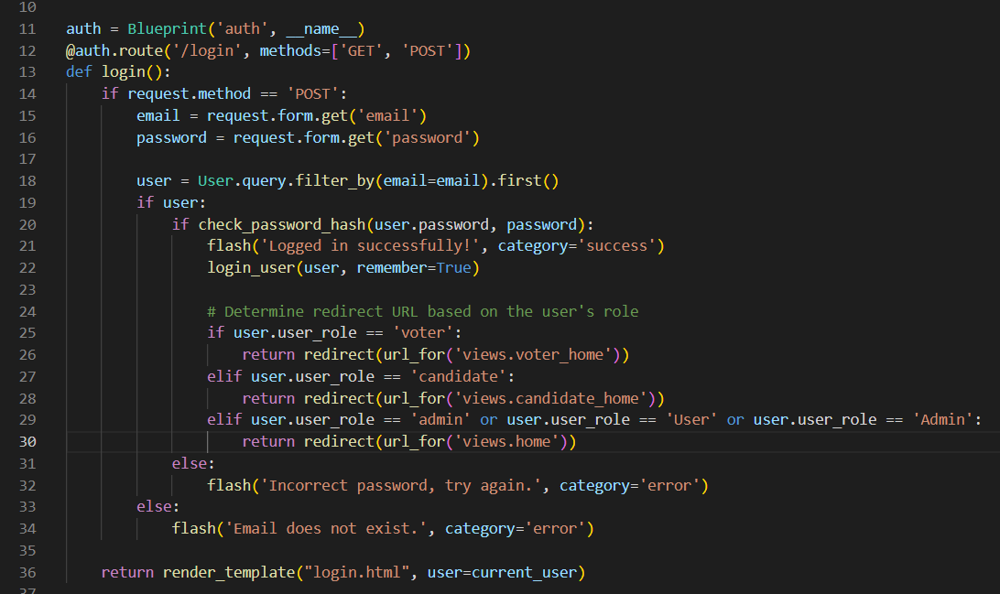 10
11 auth = Blueprint('auth', __name__)
12 @auth.route('/login', methods=['GET', 'POST'])
13 def login():
14     if request.method == 'POST':
15         email = request.form.get('email')
16         password = request.form.get('password')
17
18         user = User.query.filter_by(email=email).first()
19         if user:
20             if check_password_hash(user.password, password):
21                 flash('Logged in successfully!', category='success')
22                 login_user(user, remember=True)
23
24                 # Determine redirect URL based on the user's role
25                 if user.user_role == 'voter':
26                     return redirect(url_for('views.voter_home'))
27                 elif user.user_role == 'candidate':
28                     return redirect(url_for('views.candidate_home'))
29                 elif user.user_role == 'admin' or user.user_role == 'User' or user.user_role == 'Admin':
30                     return redirect(url_for('views.home'))
31             else:
32                 flash('Incorrect password, try again.', category='error')
33         else:
34             flash('Email does not exist.', category='error')
35
36     return render_template("login.html", user=current_user)
37